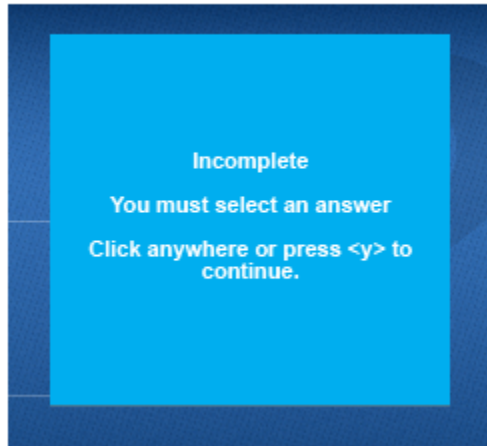 Incomplete
You must select an answer
Click anywhere or press <y> to
continue.